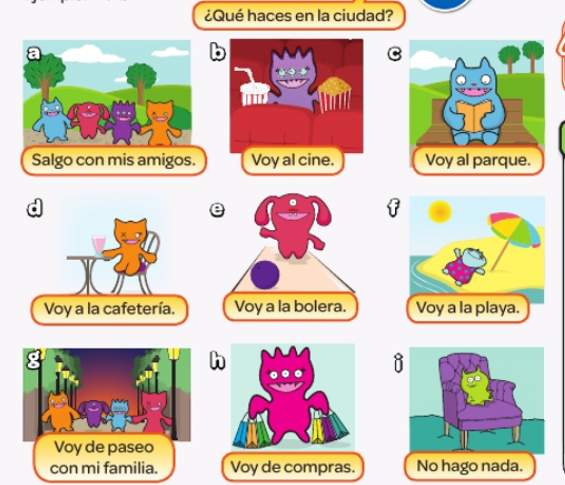 ¿Qué haces en la ciudad?
a
b
c
Salgo con mis amigos.
Voy al cine.
Voy al parque.
d
e
f
Voy a la cafetería.
Voy a la bolera.
Voy a la playa.
g
h
i
Voy de paseo
con mi familia.
Voy de compras.
No hago nada.